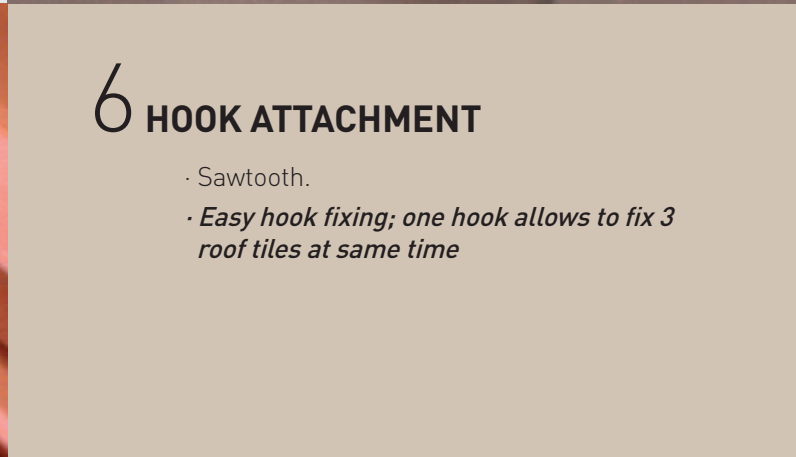 6 HOOK ATTACHMENT
· Sawtooth.
· Easy hook fixing; one hook allows to fix 3
roof tiles at same time